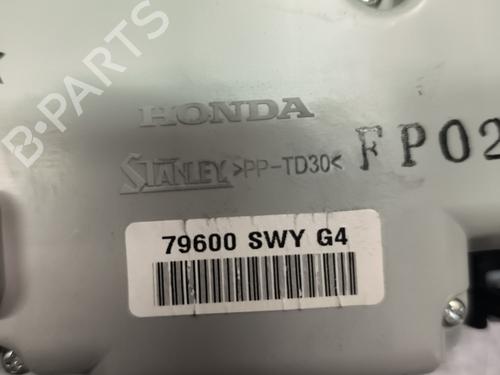 B-PARTS
HONDA
STANLEY >PP-TD30< FP02
79600 SWY G4